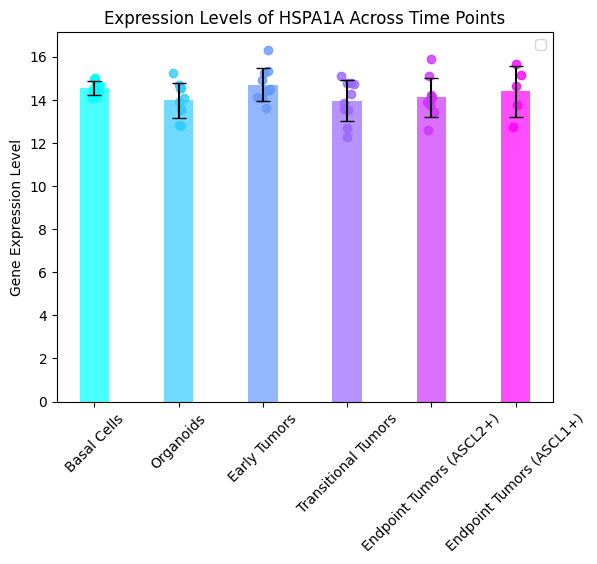 Expression Levels of HSPA1A Across Time Points
Gene Expression Level
16
14
12
10
8
6
4
2
0
Basal Cells
Organoids
Early Tumors
Transitional Tumors
Endpoint Tumors (ASCL2+)
Endpoint Tumors (ASCL1+)